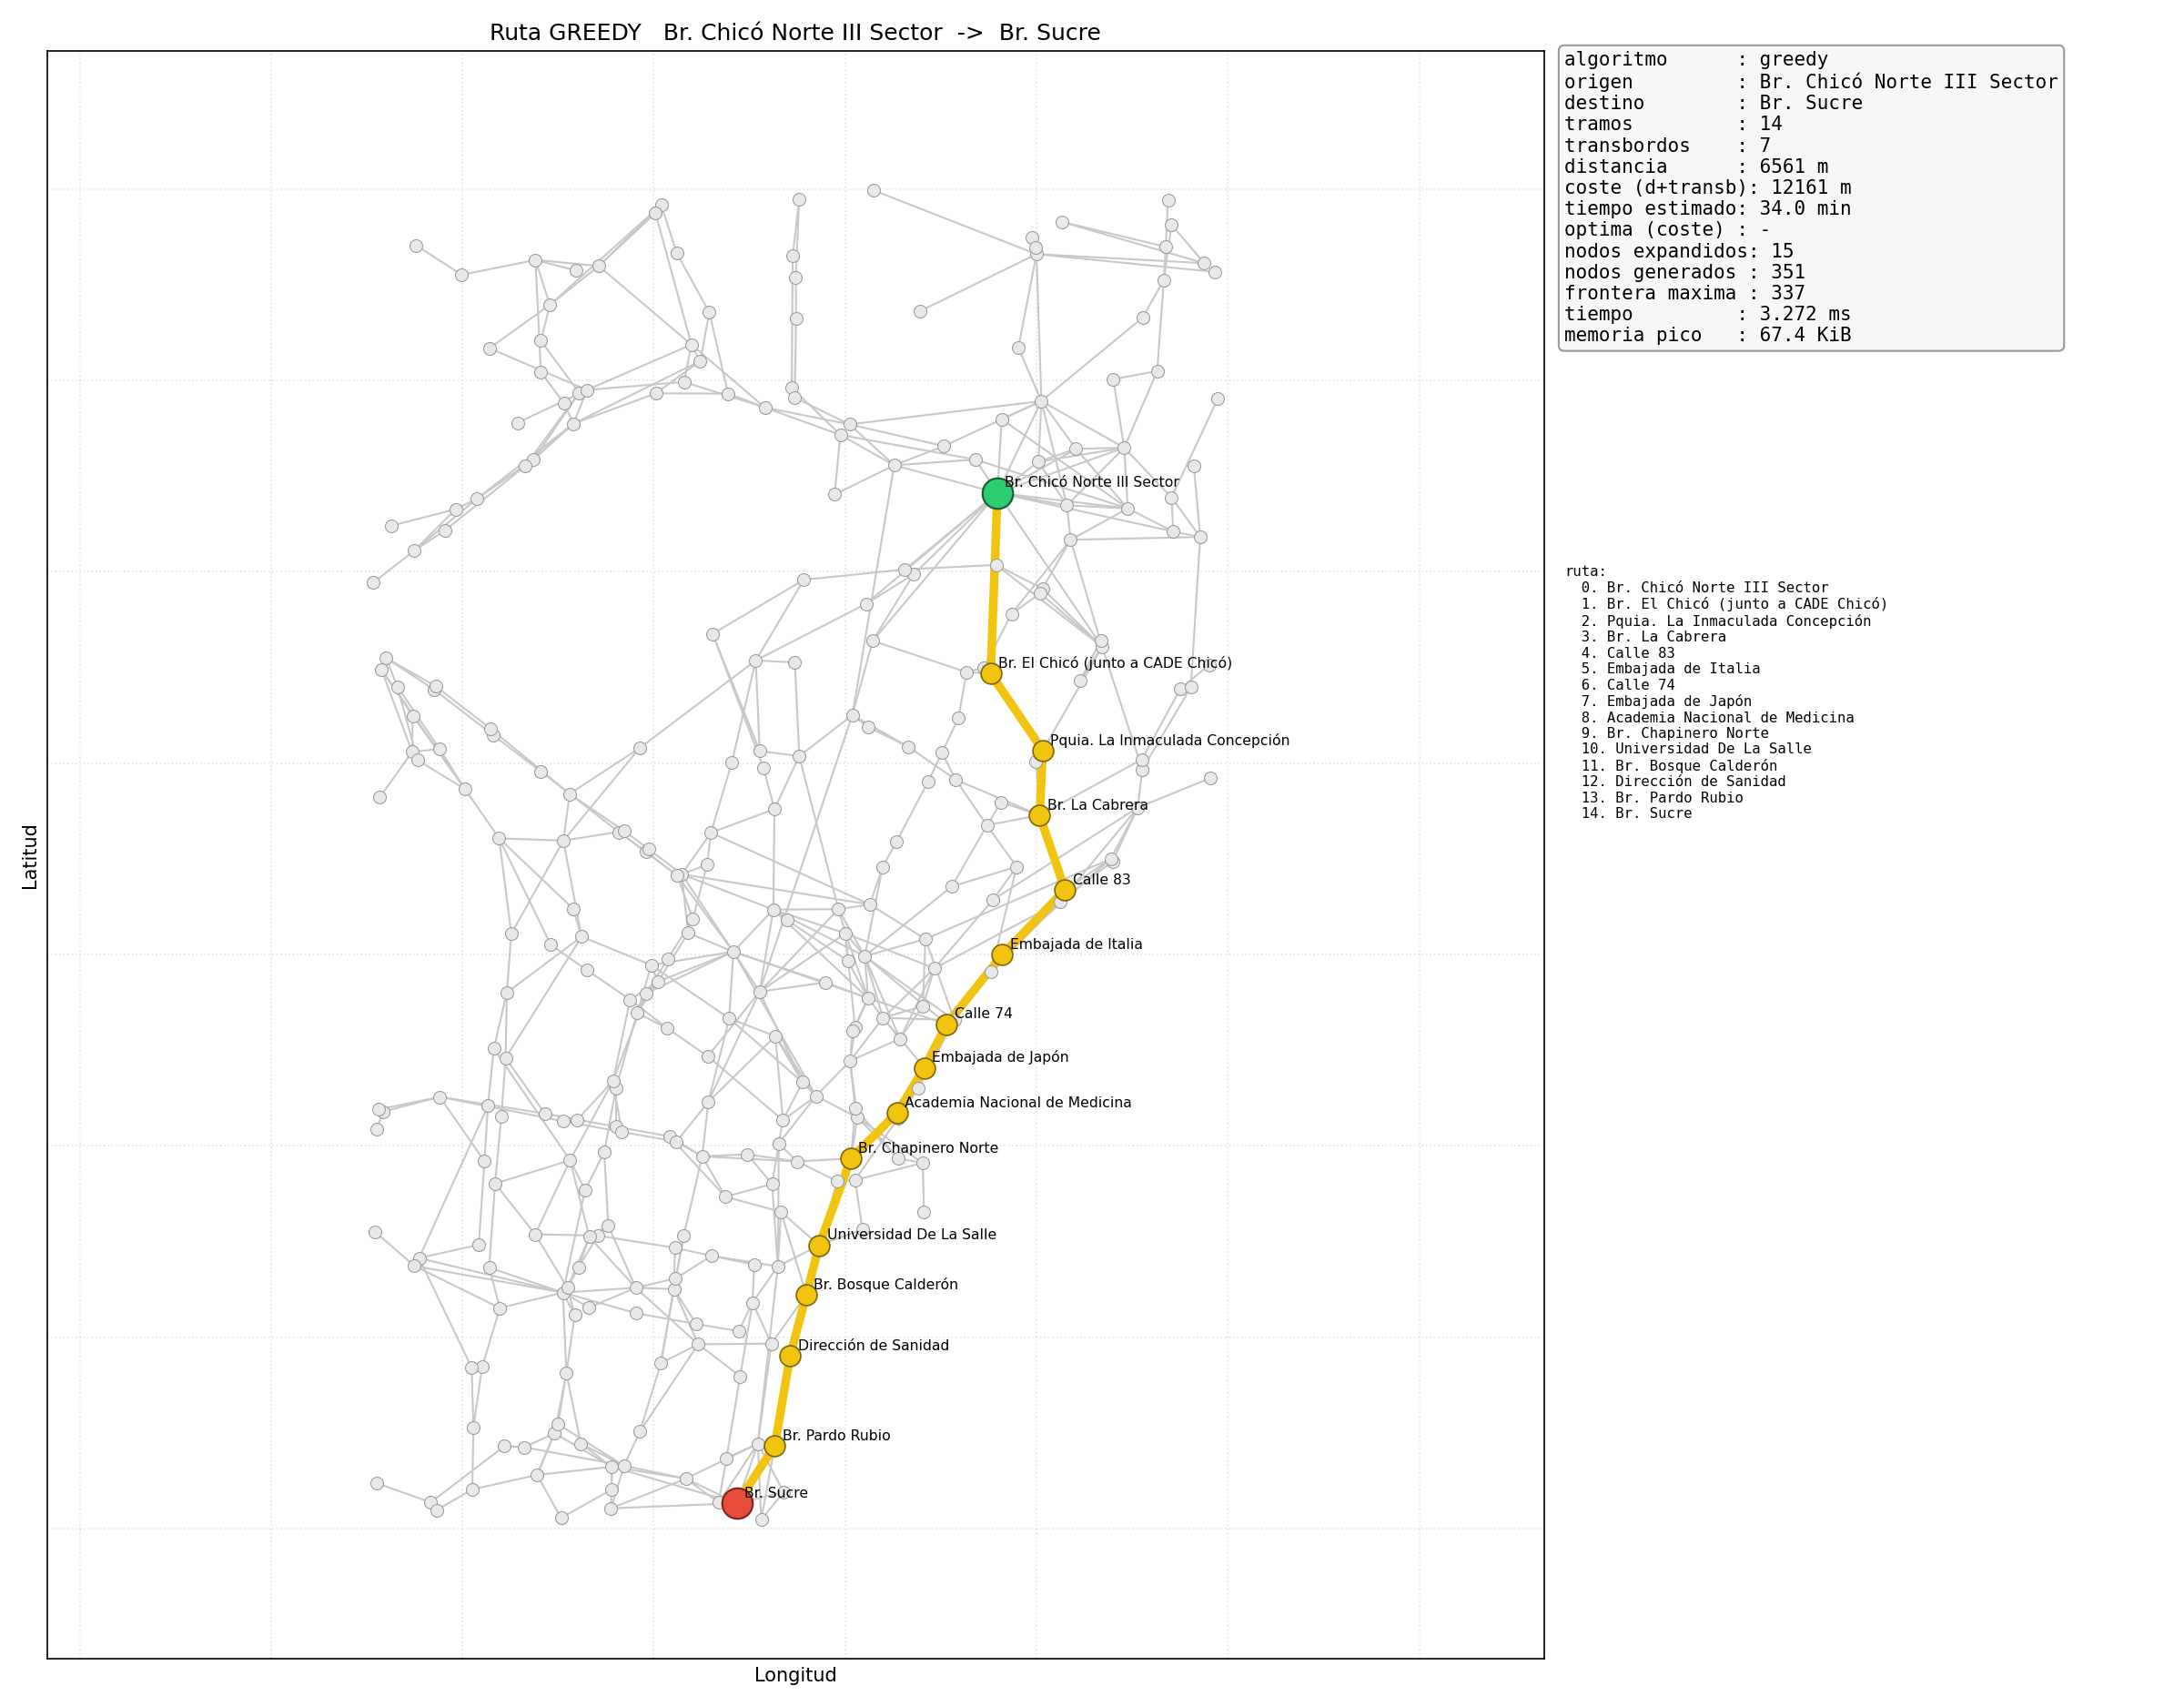 Ruta GREEDY   Br. Chicó Norte III Sector  ->  Br. Sucre
algoritmo      : greedy
origen         : Br. Chicó Norte III Sector
destino        : Br. Sucre
tramos         : 14
transbordos    : 7
distancia      : 6561 m
coste (d+transb): 12161 m
tiempo estimado: 34.0 min
optima (coste) : -
nodos expandidos: 15
nodos generados : 351
frontera maxima : 337
tiempo         : 3.272 ms
memoria pico   : 67.4 KiB
ruta:
0. Br. Chicó Norte III Sector
1. Br. El Chicó (junto a CADE Chicó)
2. Pquia. La Inmaculada Concepción
3. Br. La Cabrera
4. Calle 83
5. Embajada de Italia
6. Calle 74
7. Embajada de Japón
8. Academia Nacional de Medicina
9. Br. Chapinero Norte
10. Universidad De La Salle
11. Br. Bosque Calderón
12. Dirección de Sanidad
13. Br. Pardo Rubio
14. Br. Sucre
Br. Chicó Norte III Sector
Br. El Chicó (junto a CADE Chicó)
Pquia. La Inmaculada Concepción
Br. La Cabrera
Calle 83
Embajada de Italia
Calle 74
Embajada de Japón
Academia Nacional de Medicina
Br. Chapinero Norte
Universidad De La Salle
Br. Bosque Calderón
Dirección de Sanidad
Br. Pardo Rubio
Br. Sucre
Latitud
Longitud